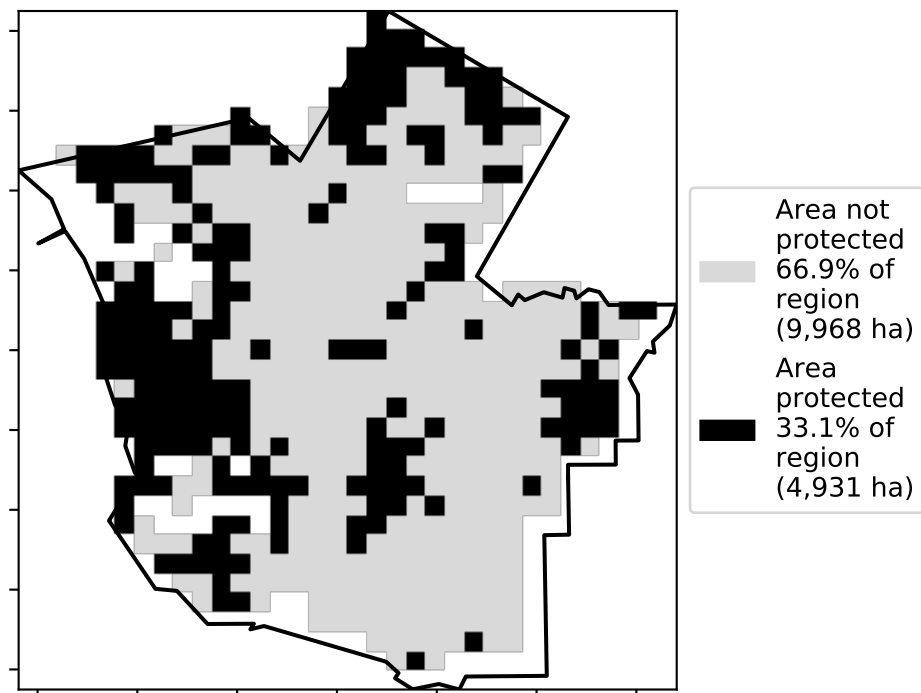 Area not
protected
66.9% of
region
(9,968 ha)
Area
protected
33.1% of
region
(4,931 ha)